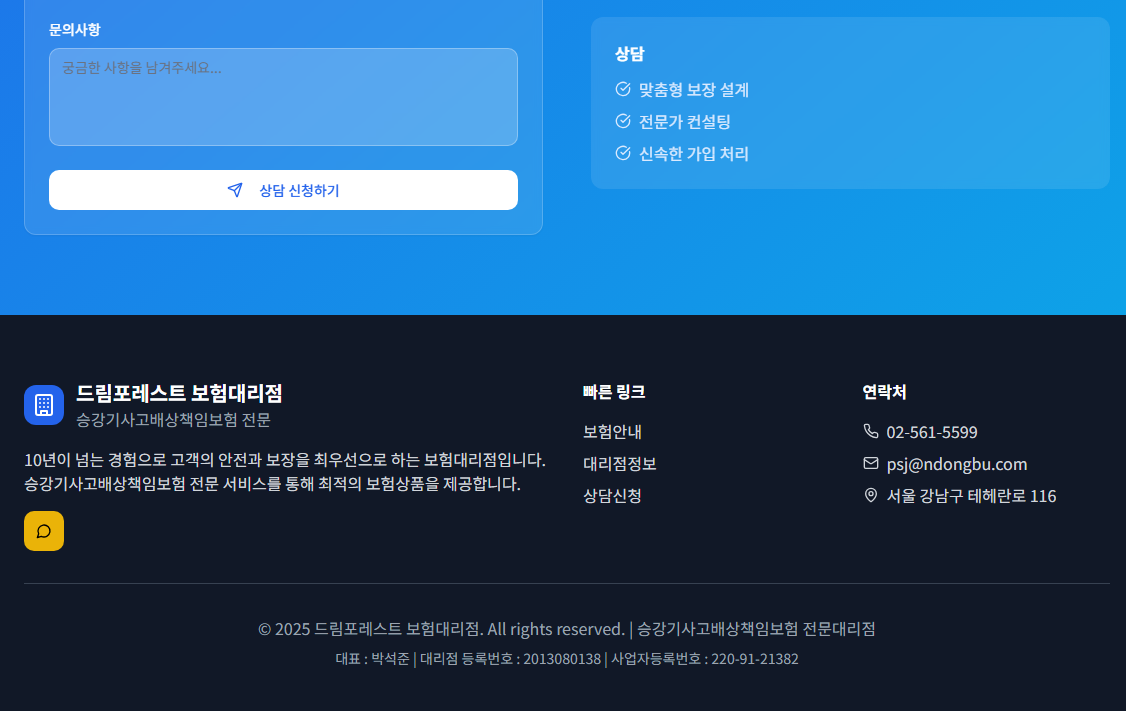 문의사항
궁금한 사항을 남겨주세요...
상담 신청하기
상담
맞춤형 보장 설계
전문가 컨설팅
신속한 가입 처리
드림포레스트 보험대리점
승강기사고배상책임보험 전문
10년이 넘는 경험으로 고객의 안전과 보장을 최우선으로 하는 보험대리점입니다.
승강기사고배상책임보험 전문 서비스를 통해 최적의 보험상품을 제공합니다.
빠른 링크
보험안내
대리점정보
상담신청
연락처
02-561-5599
psj@ndongbu.com
서울 강남구 테헤란로 116
© 2025 드림포레스트 보험대리점. All rights reserved. | 승강기사고배상책임보험 전문대리점
대표 : 박석준 | 대리점 등록번호 : 2013080138 | 사업자등록번호 : 220-91-21382